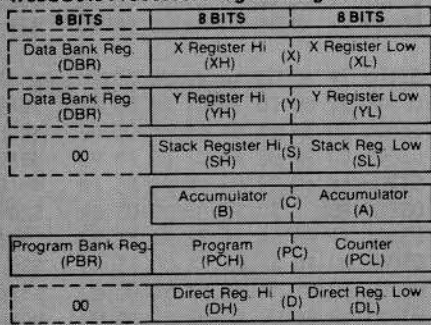 8 BITS 8 BITS 8 BITS
Data Bank Reg. X Register Hi (X) X Register Low
(DBR) (XH) (XL)
Data Bank Reg. Y Register Hi (Y) Y Register Low
(DBR) (YH) (YL)
00 Stack Register Hi (S) Stack Reg. Low
(SH) (SL)
Accumulator (C) Accumulator
(B) (A)
Program Bank Reg. Program (PC) Counter
(PBR) (PCH) (PCL)
00 Direct Reg. Hi (D) Direct Reg. Low
(DH) (DL)